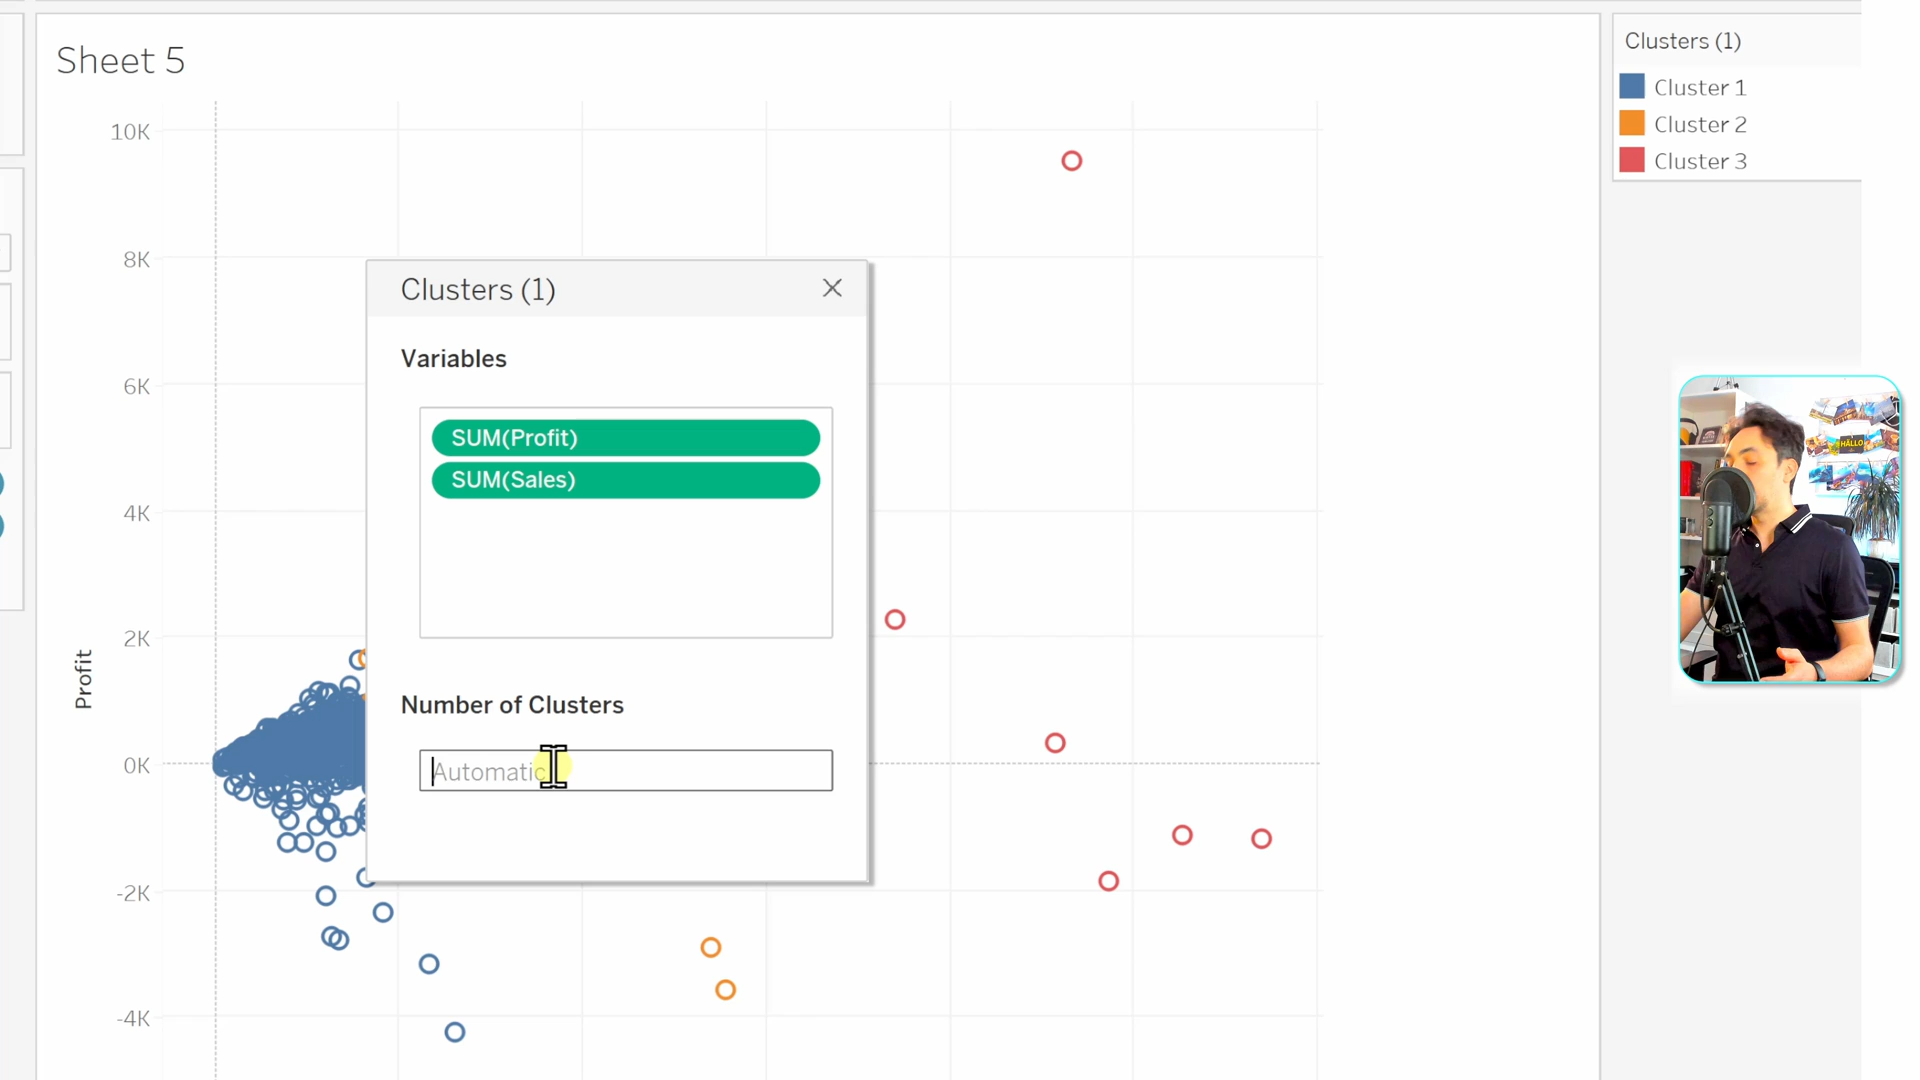 Sheet 5
10K
8K
6K
4K
2K
0K
-2K
-4K
Profit
Clusters (1)
Variables
SUM(Profit)
SUM(Sales)
Number of Clusters
Automatic
Clusters (1)
Cluster 1
Cluster 2
Cluster 3
HALLO